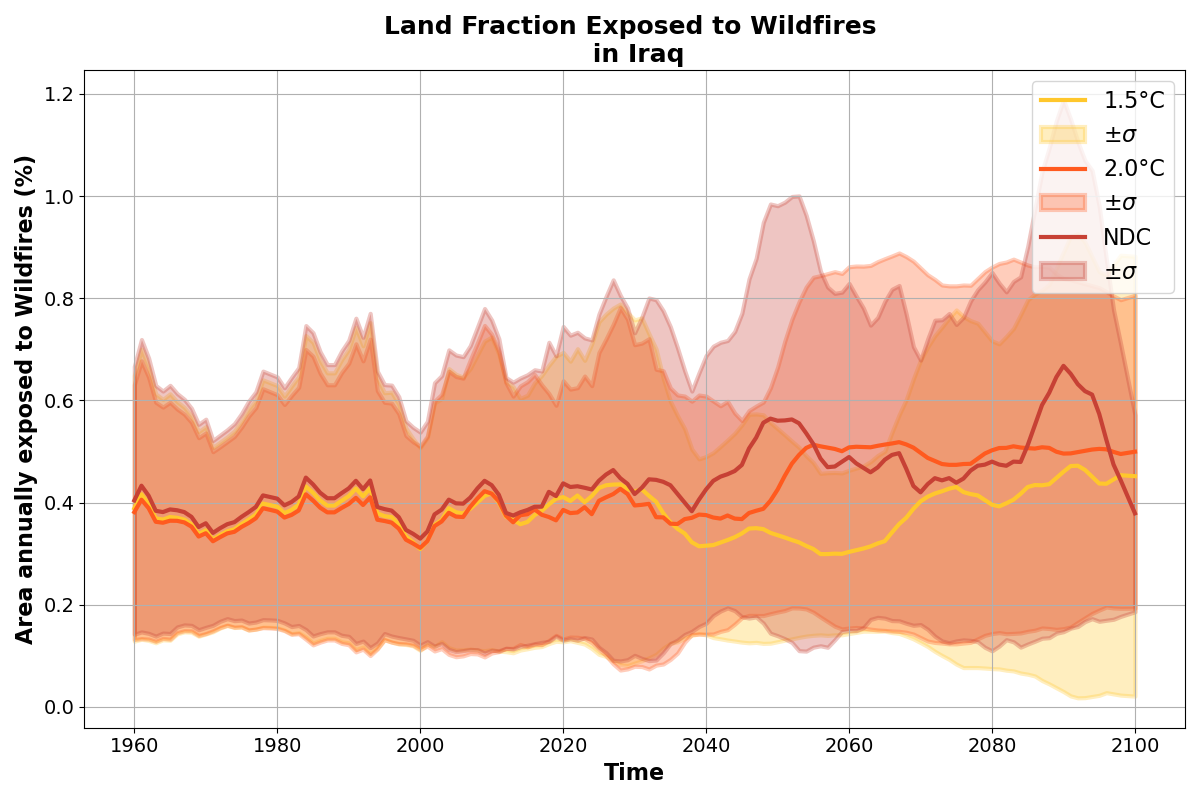 Land Fraction Exposed to Wildfires
in Iraq
Area annually exposed to Wildfires (%)
1.2
1.0
0.8
0.6
0.4
0.2
0.0
1.5°C
±σ
2.0°C
±σ
NDC
±σ
1960 1980 2000 2020 2040 2060 2080 2100
Time